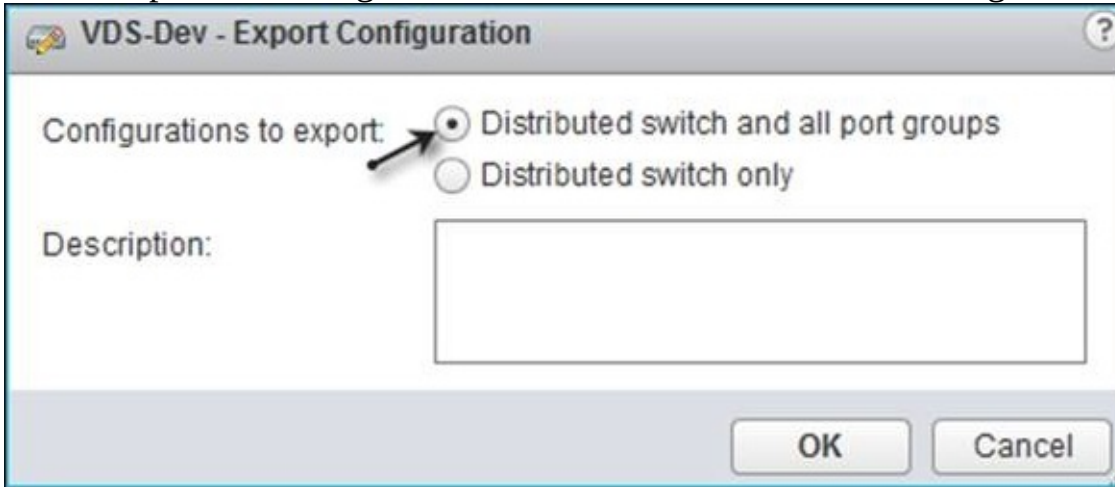 VDS-Dev - Export Configuration
?
Configurations to export:
Distributed switch and all port groups
Distributed switch only
Description:
OK
Cancel